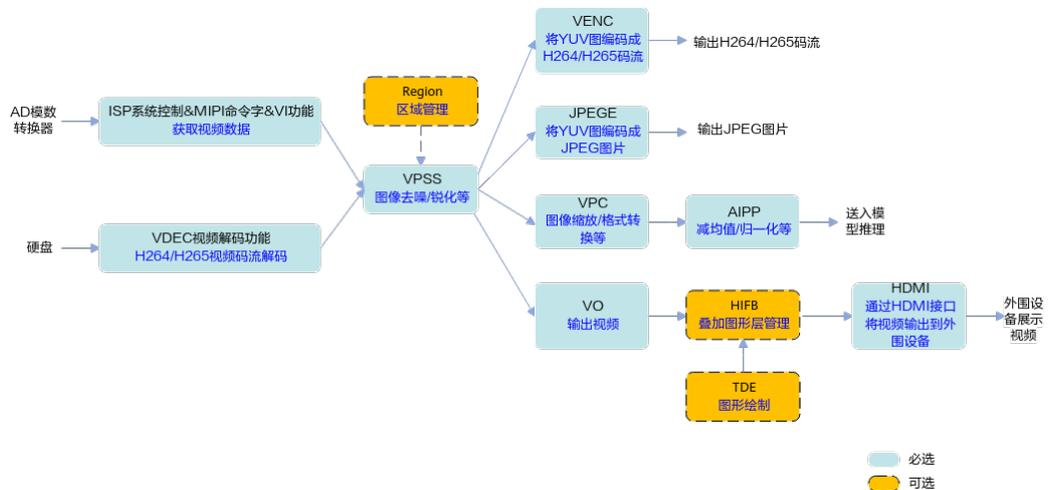 VENC
将YUV图编码成
H264/H265码流
输出H264/H265码流
Region
区域管理
AD模数
转换器
ISP系统控制&MIPI命令字&VI功能
获取视频数据
JPEGE
将YUV图编码成
JPEG图片
输出JPEG图片
VPSS
图像去噪/锐化等
VPC
图像缩放/格式转
换等
AIPP
减均值/归一化等
送入模
型推理
硬盘
VDEC视频解码功能
H264/H265视频码流解码
VO
输出视频
HIFB
叠加图形层管理
HDMI
通过HDMI接口
将视频输出到外
围设备
外围设
备展示
视频
TDE
图形绘制
必选
可选